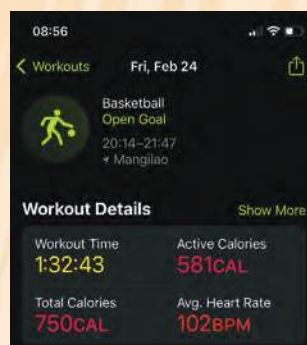 08:56
Workouts Fri, Feb 24
Basketball
Open Goal
20:14–21:47
Mangilao
Workout Details Show More
Workout Time Active Calories
1:32:43 581CAL
Total Calories Avg. Heart Rate
750CAL 102BPM